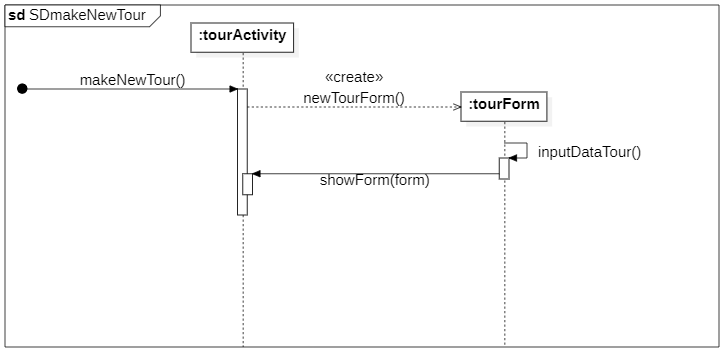 sd SDmakeNewTour
:tourActivity
makeNewTour()
«create»
newTourForm()
:tourForm
inputDataTour()
showForm(form)